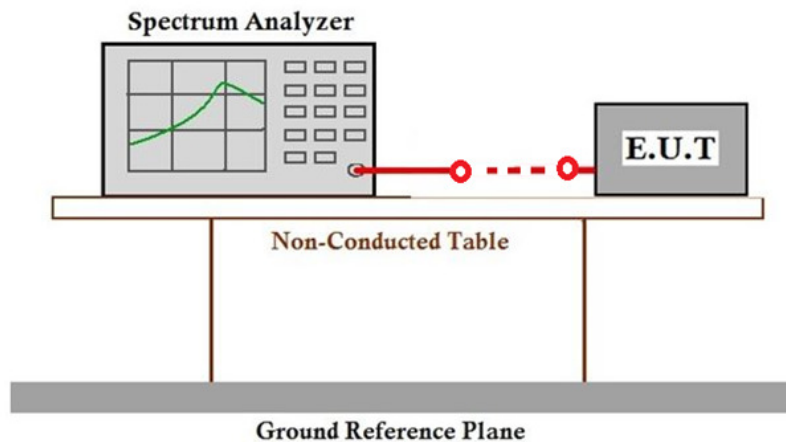 Spectrum Analyzer
E.U.T
Non-Conducted Table
Ground Reference Plane